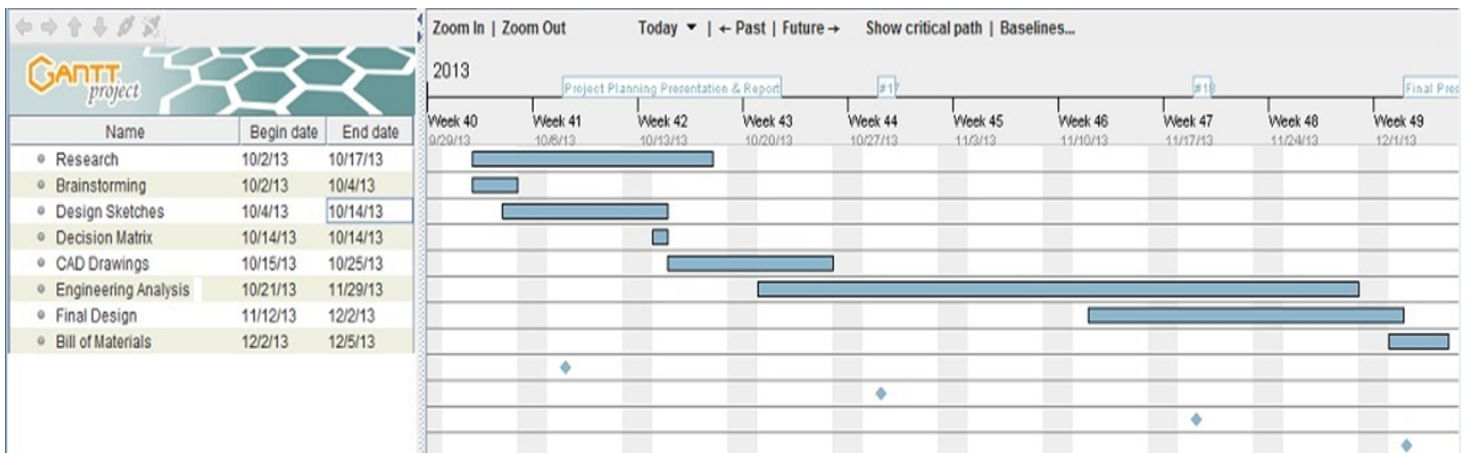 Zoom In | Zoom Out Today ▼ | ← Past | Future → Show critical path | Baselines...
GANTT
project
2013
Project Planning Presentation & Report #17 #18 Final Pres
Name Begin date End date
Week 40 Week 41 Week 42 Week 43 Week 44 Week 45 Week 46 Week 47 Week 48 Week 49
9/29/13 10/6/13 10/13/13 10/20/13 10/27/13 11/3/13 11/10/13 11/17/13 11/24/13 12/1/13
Research 10/2/13 10/17/13
Brainstorming 10/2/13 10/4/13
Design Sketches 10/4/13 10/14/13
Decision Matrix 10/14/13 10/14/13
CAD Drawings 10/15/13 10/25/13
Engineering Analysis 10/21/13 11/29/13
Final Design 11/12/13 12/2/13
Bill of Materials 12/2/13 12/5/13